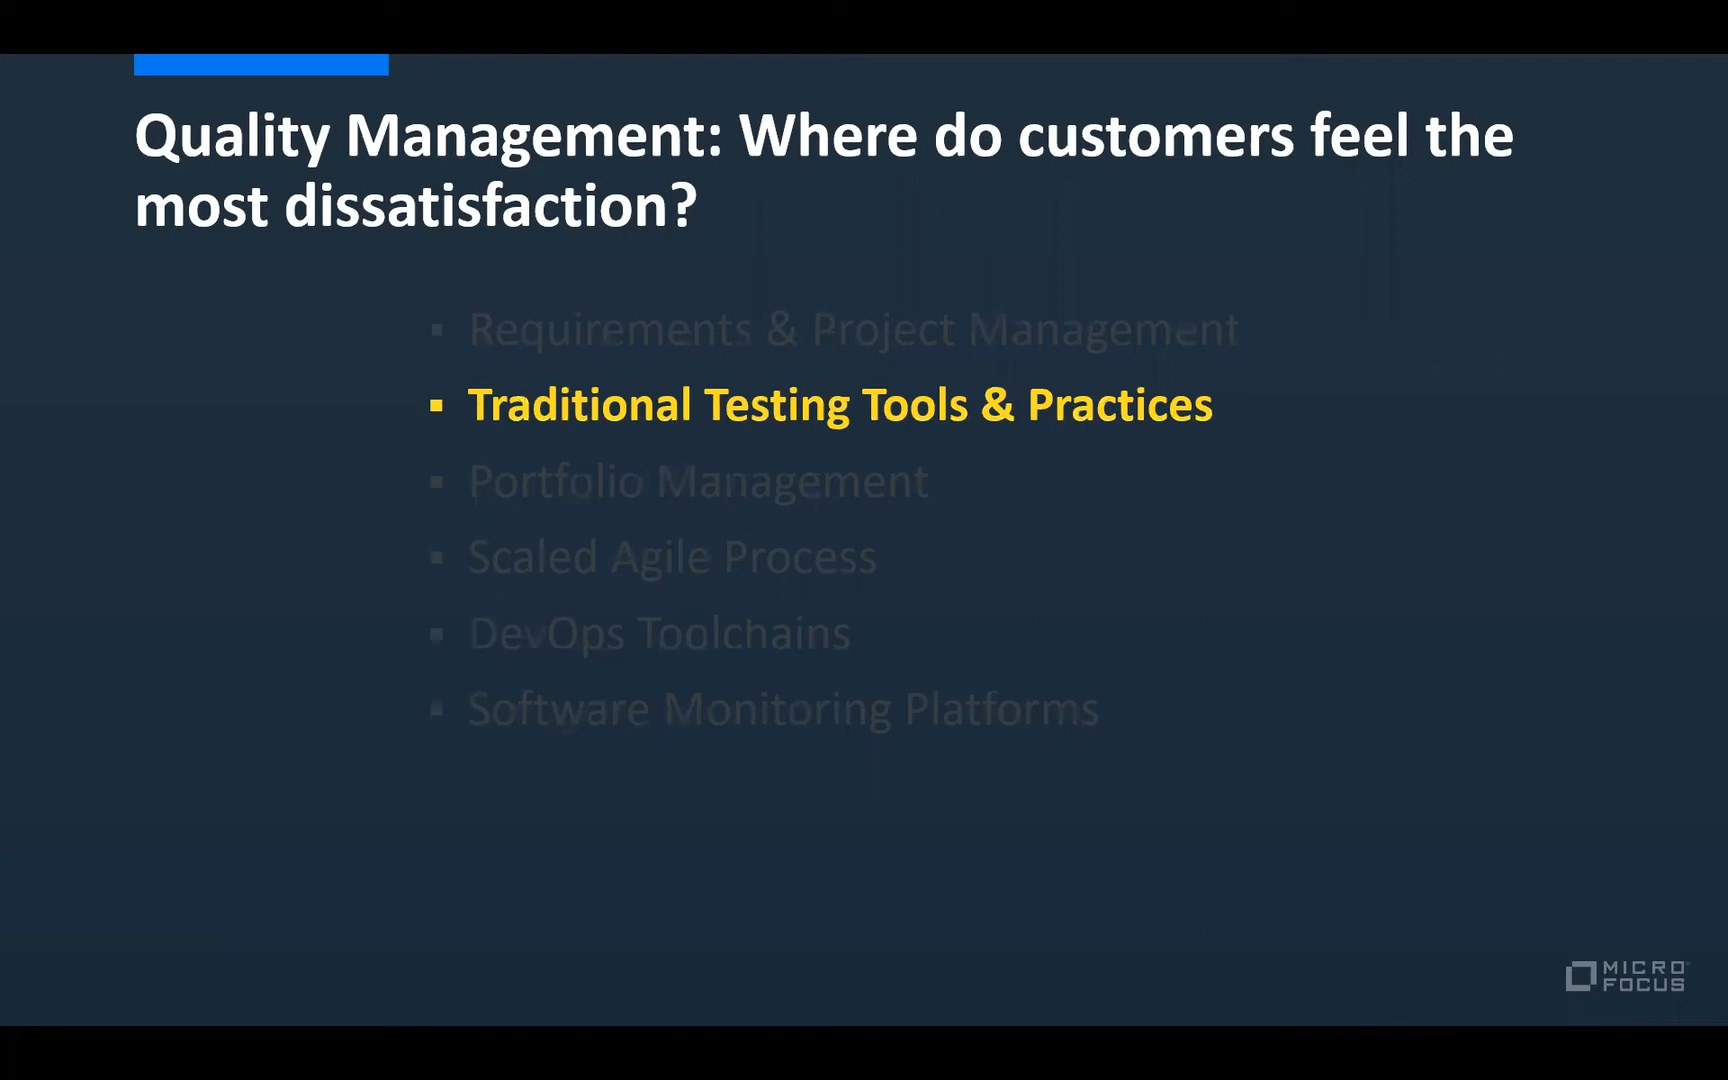 Quality Management: Where do customers feel the
most dissatisfaction?
▪ Requirements & Project Management
▪ Traditional Testing Tools & Practices
▪ Portfolio Management
▪ Scaled Agile Process
▪ DevOps Toolchains
▪ Software Monitoring Platforms
MICRO
FOCUS